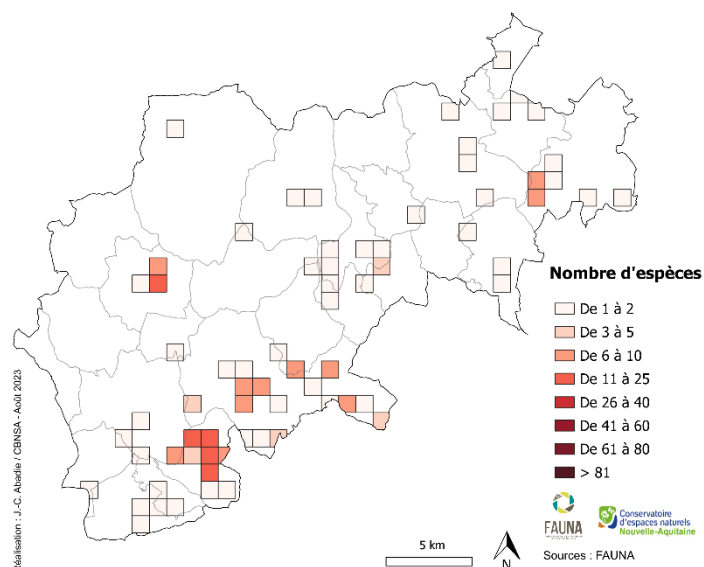 Nombre d'espèces
De 1 à 2
De 3 à 5
De 6 à 10
De 11 à 25
De 26 à 40
De 41 à 60
De 61 à 80
> 81
FAUNA
Conservatoire
d'espaces naturels
Nouvelle-Aquitaine
Sources : FAUNA
5 km
Réalisation : J.-C. Abadie / CBNSA - Août 2023